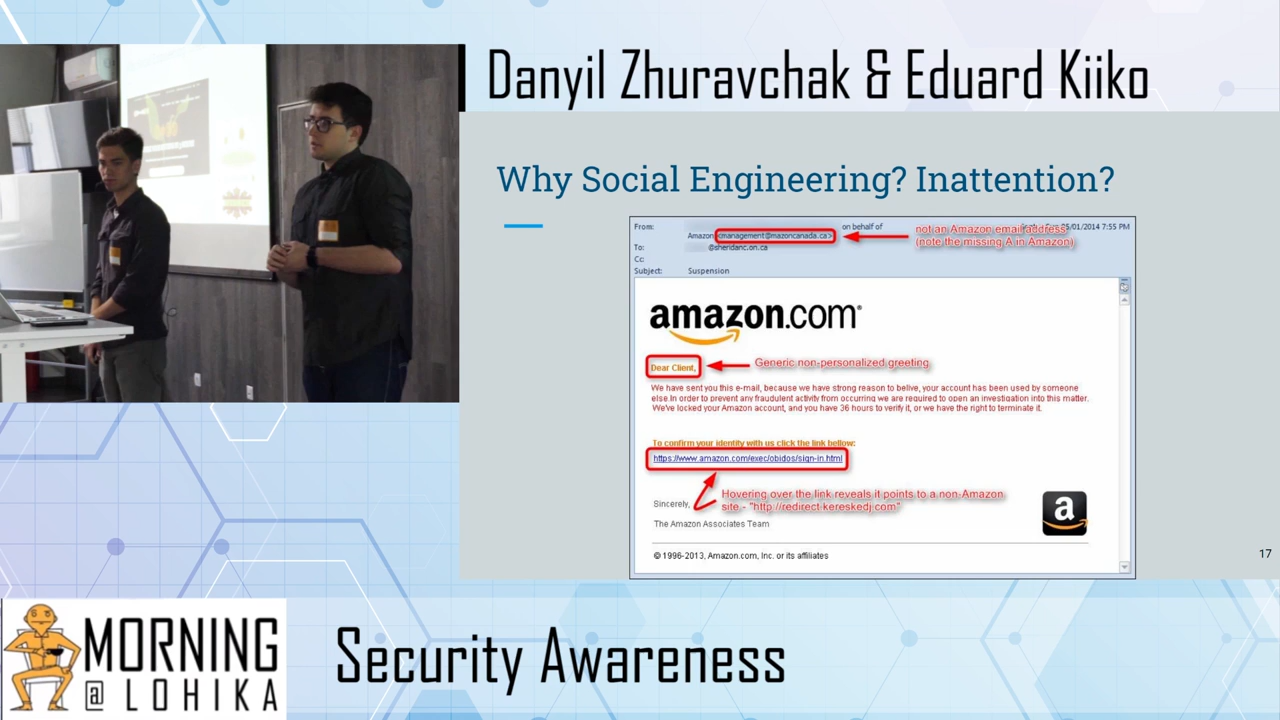 Danyil Zhuravchak & Eduard Kiiko
Why Social Engineering? Inattention?
From:
Amazon <management@mazoncanada.ca>
on behalf of
5/01/2014 7:55 PM
not an Amazon email address
(note the missing A in Amazon)
To:
@sheridanc.on.ca
Cc:
Subject: Suspension
amazon.com
Dear Client,
Generic non-personalized greeting
We have sent you this e-mail, because we have strong reason to belive, your account has been used by someone
else.In order to prevent any fraudulent activity from occurring we are required to open an investigation into this matter.
We've locked your Amazon account, and you have 36 hours to verify it, or we have the right to terminate it.
To confirm your identity with us click the link bellow:
https://www.amazon.com/exec/obidos/sign-in.html
Hovering over the link reveals it points to a non-Amazon
site - "http://redirect.kereskedj.com"
Sincerely,
The Amazon Associates Team
a
© 1996-2013, Amazon.com, Inc. or its affiliates
17
MORNING
@ LOHIKA
Security Awareness